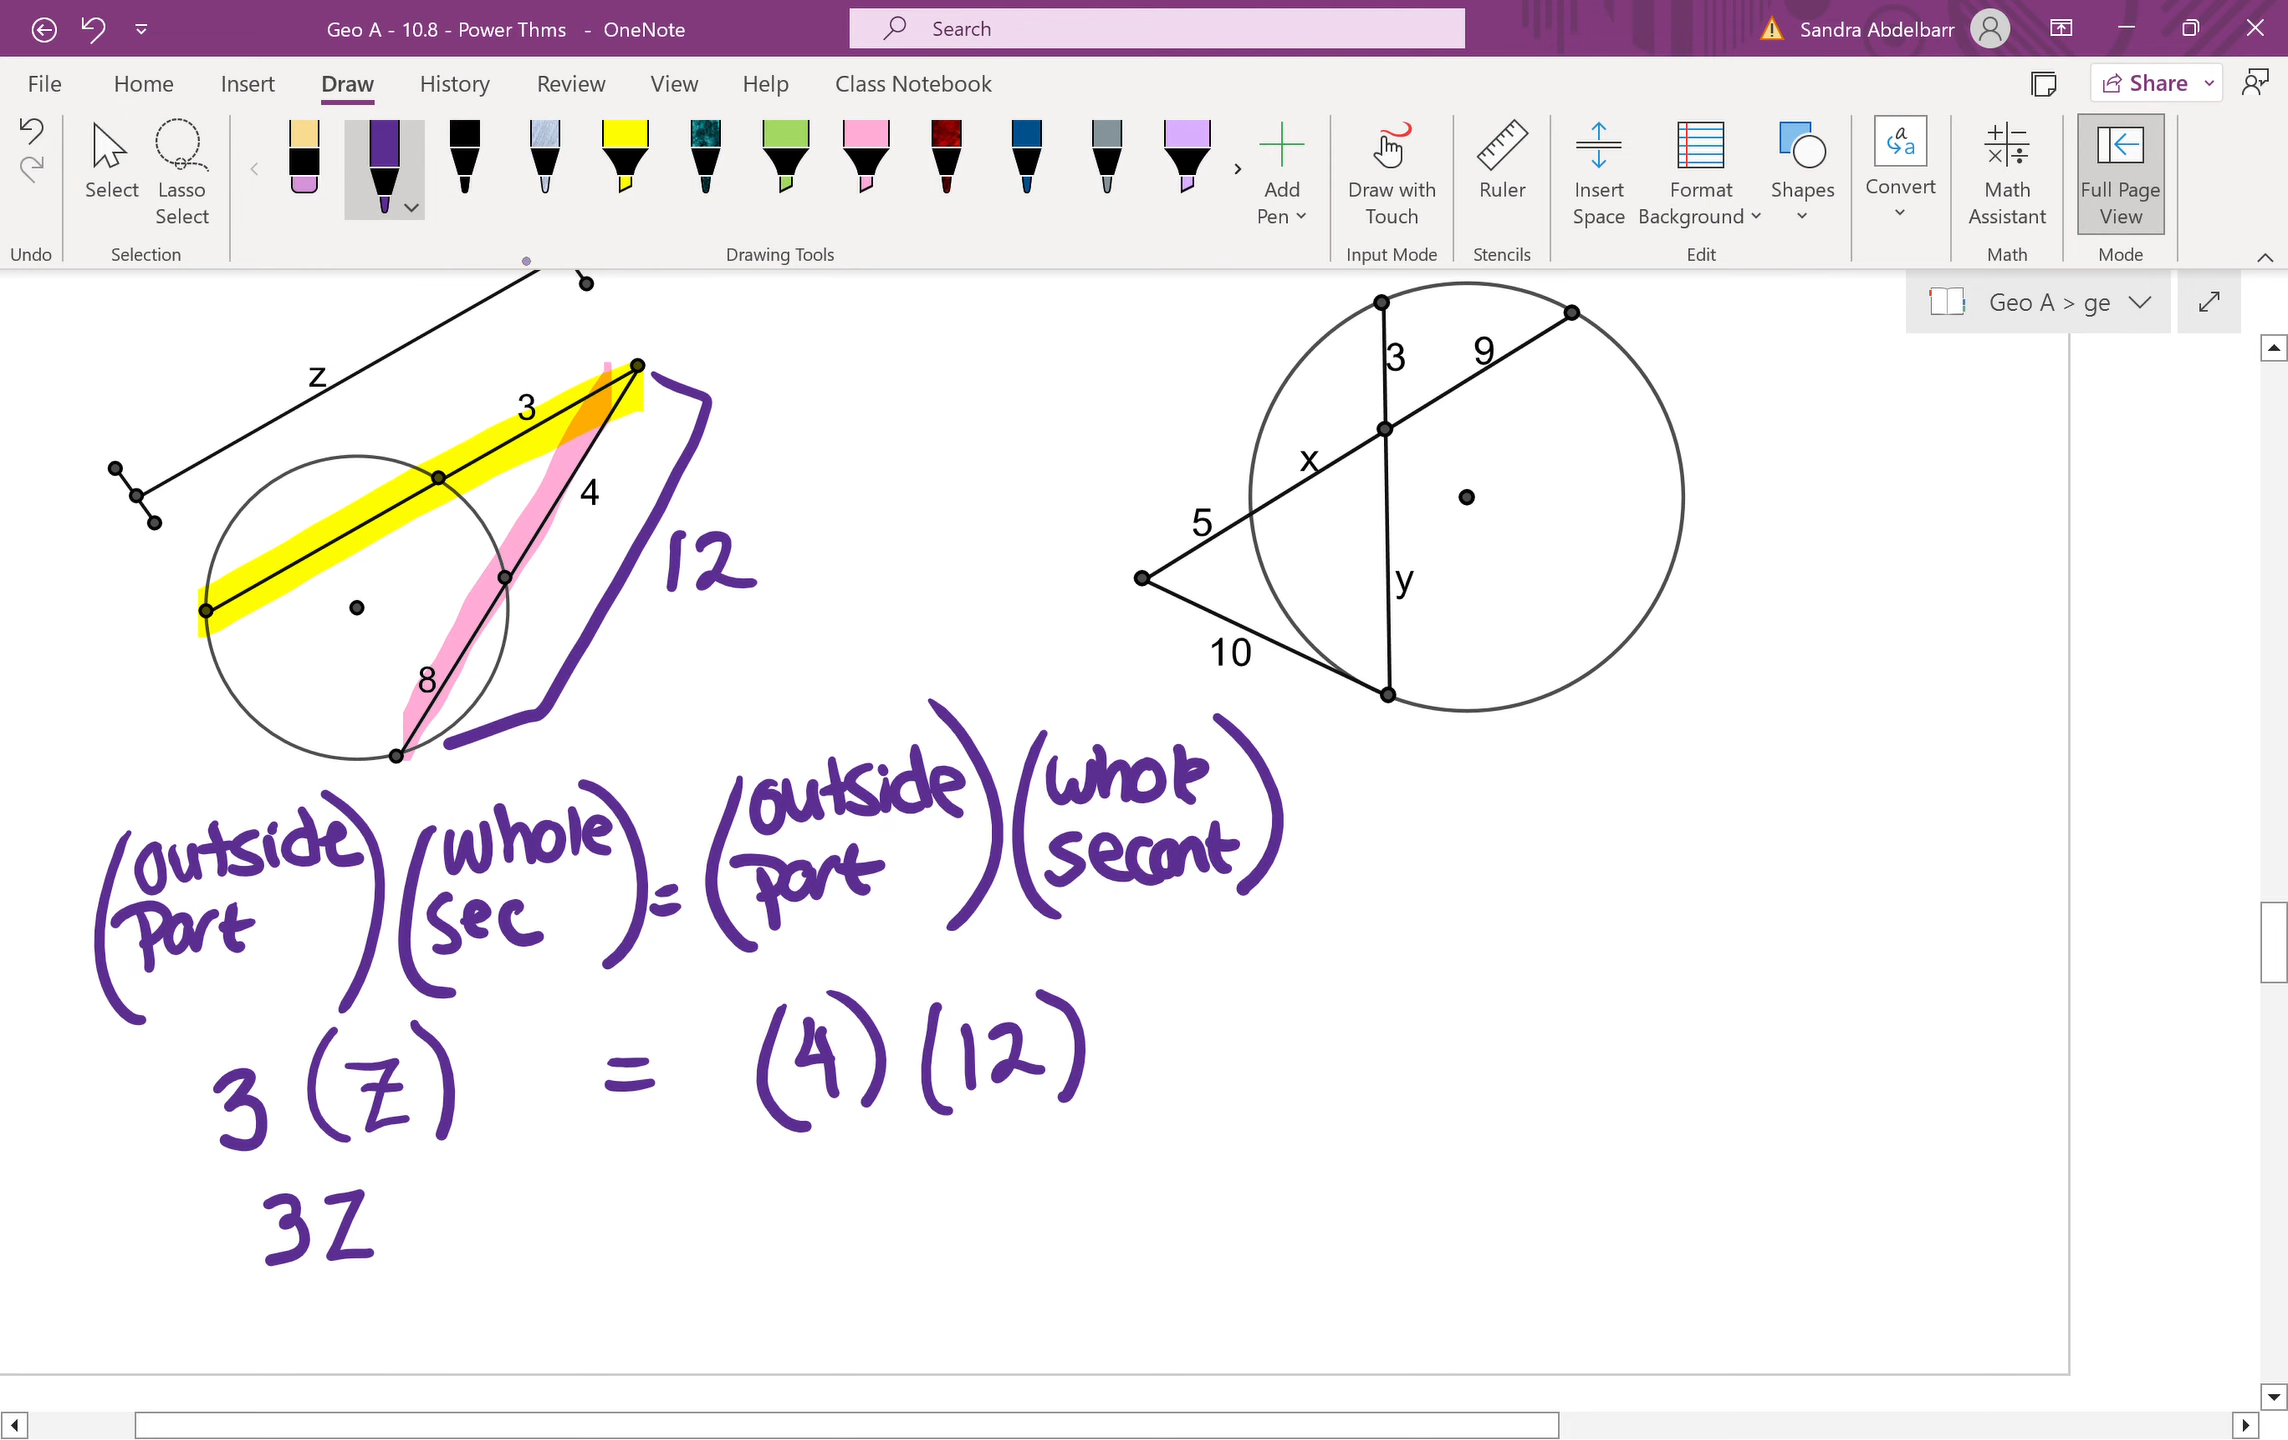 Geo A - 10.8 - Power Thms - OneNote
Search
Sandra Abdelbarr
File Home Insert Draw History Review View Help Class Notebook
Share
Select
Lasso Select
Add Pen
Draw with Touch
Ruler
Insert Space
Format Background
Shapes
Convert
Math Assistant
Full Page View
Undo Selection Drawing Tools Input Mode Stencils Edit Math Mode
Geo A > ge
z
3
4
8
12
3
9
x
5
y
10
(outside Part) (whole sec) = (outside part) (whole secant)
3 (z) = (4) (12)
3z